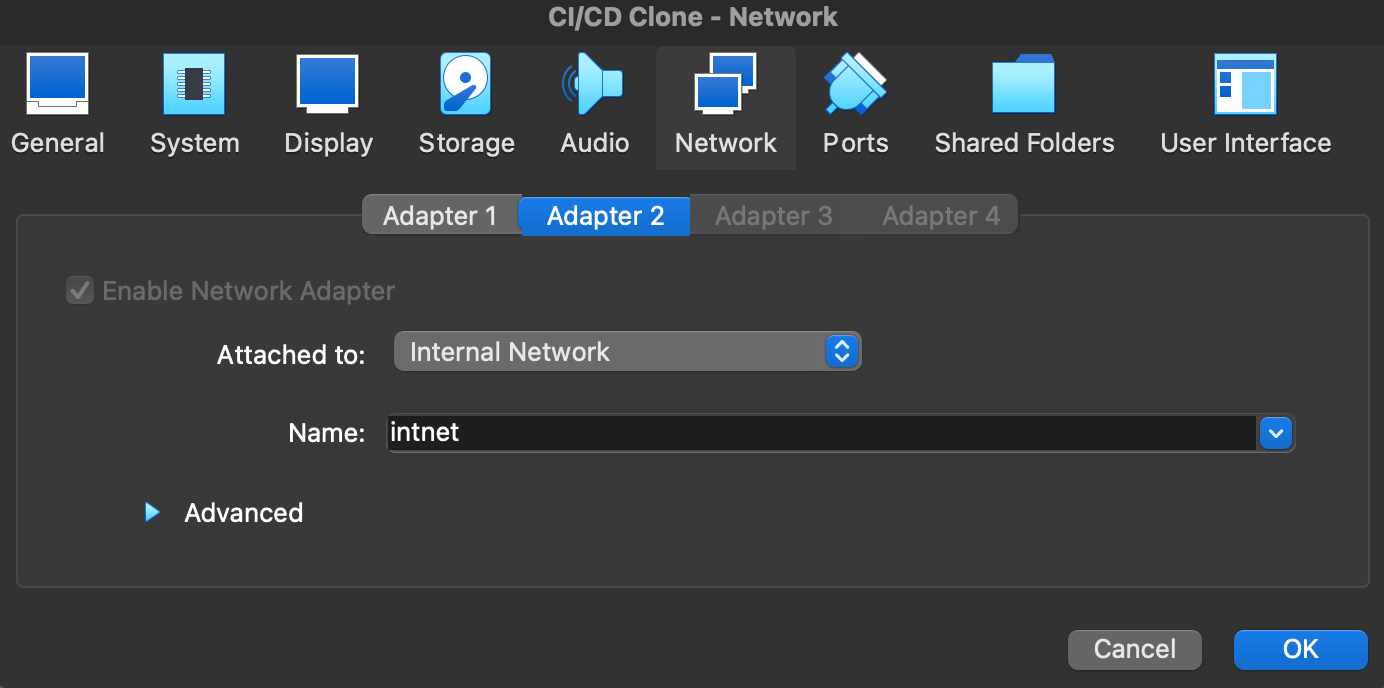 CI/CD Clone - Network
General System Display Storage Audio Network Ports Shared Folders User Interface
Adapter 1 Adapter 2 Adapter 3 Adapter 4
Enable Network Adapter
Attached to: Internal Network
Name: intnet
Advanced
Cancel OK